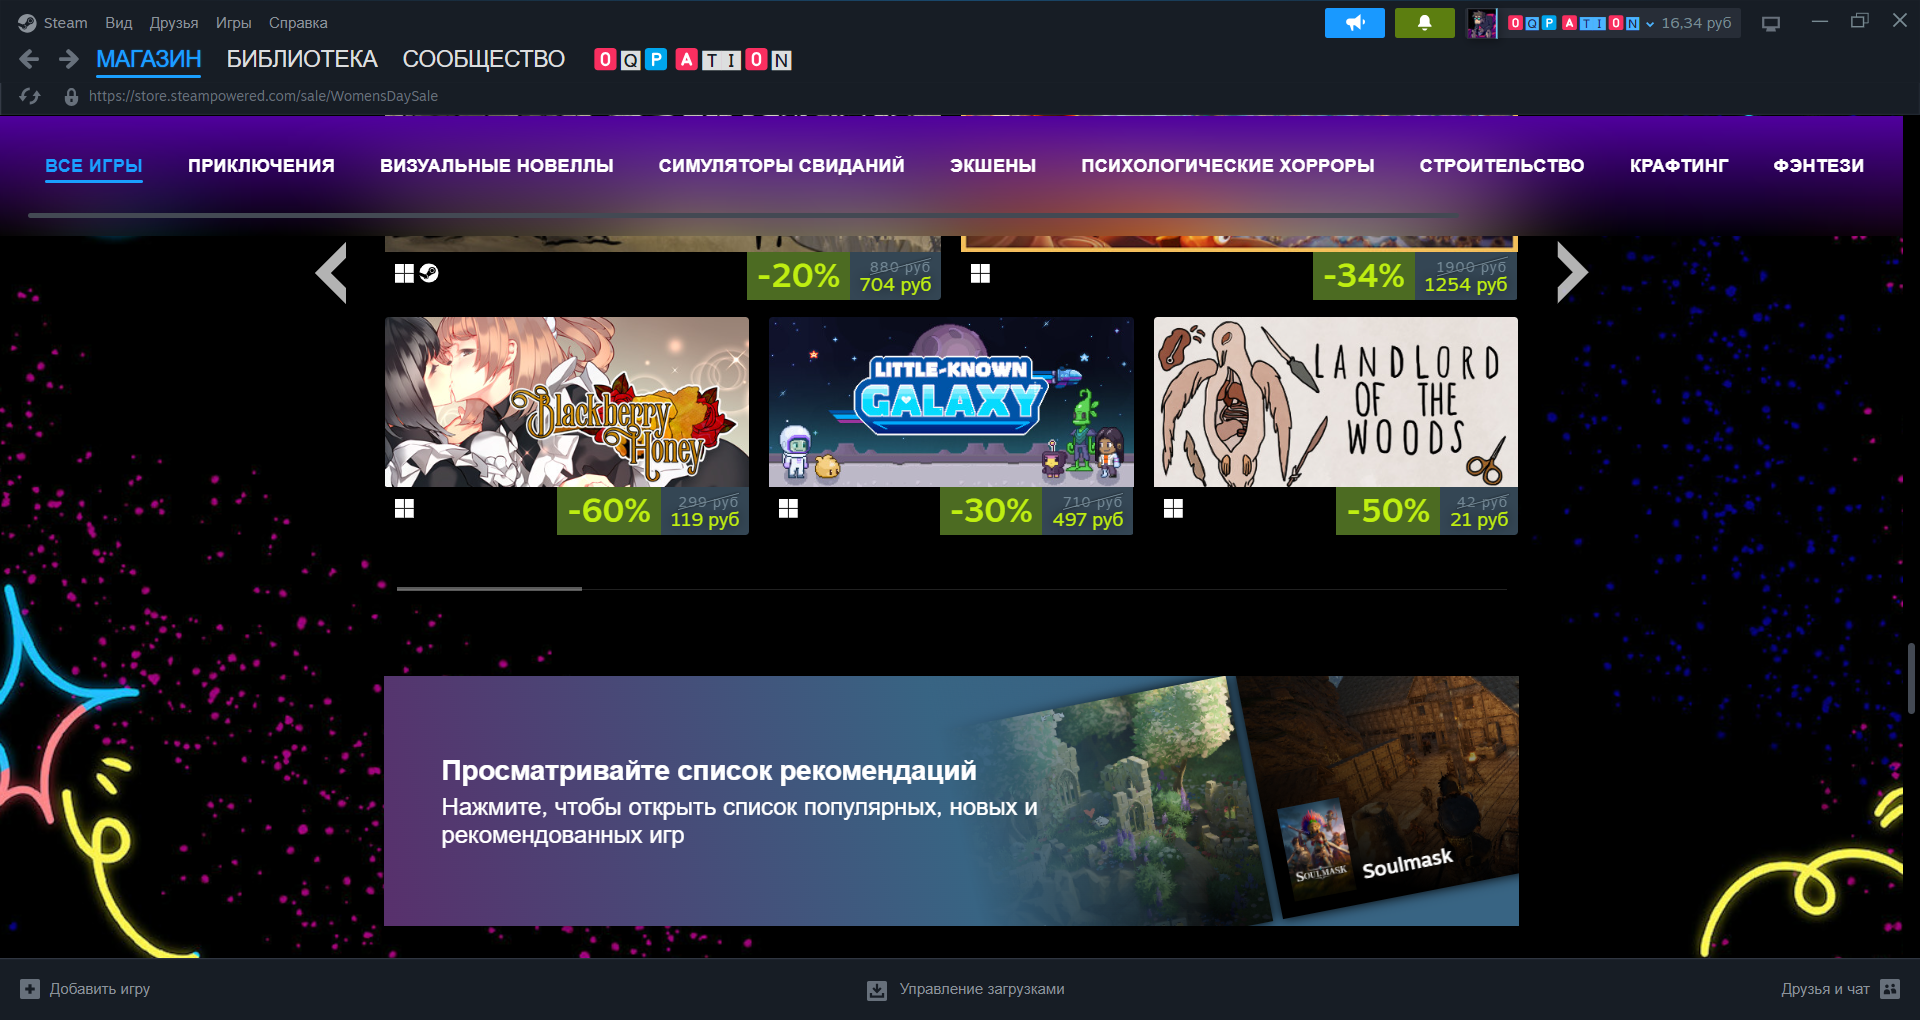 Steam Вид Друзья Игры Справка
0QPATI0N 16,34 руб
МАГАЗИН БИБЛИОТЕКА СООБЩЕСТВО 0QPATI0N
https://store.steampowered.com/sale/WomensDaySale
ВСЕ ИГРЫ ПРИКЛЮЧЕНИЯ ВИЗУАЛЬНЫЕ НОВЕЛЛЫ СИМУЛЯТОРЫ СВИДАНИЙ ЭКШЕНЫ ПСИХОЛОГИЧЕСКИЕ ХОРРОРЫ СТРОИТЕЛЬСТВО КРАФТИНГ ФЭНТЕЗИ
-20% 880 руб
704 руб
-34% 1900 руб
1254 руб
Blackberry
Honey
LITTLE-KNOWN
GALAXY
LANDLORD
OF THE
WOODS
-60% 299 руб
119 руб
-30% 710 руб
497 руб
-50% 42 руб
21 руб
Просматривайте список рекомендаций
Нажмите, чтобы открыть список популярных, новых и
рекомендованных игр
SOULMASK
Soulmask
Добавить игру
Управление загрузками
Друзья и чат